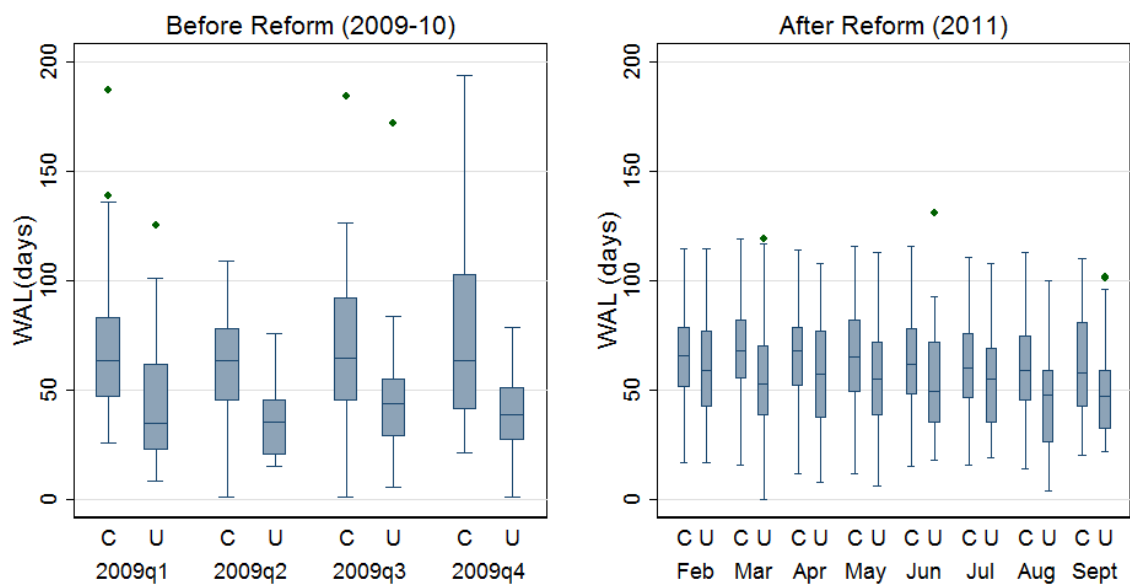 Before Reform (2009-10)
WAL(days)
200
150
100
50
0
C U C U C U C U
2009q1 2009q2 2009q3 2009q4
After Reform (2011)
WAL (days)
200
150
100
50
0
C U C U C U C U C U C U C U C U
Feb Mar Apr May Jun Jul Aug Sept